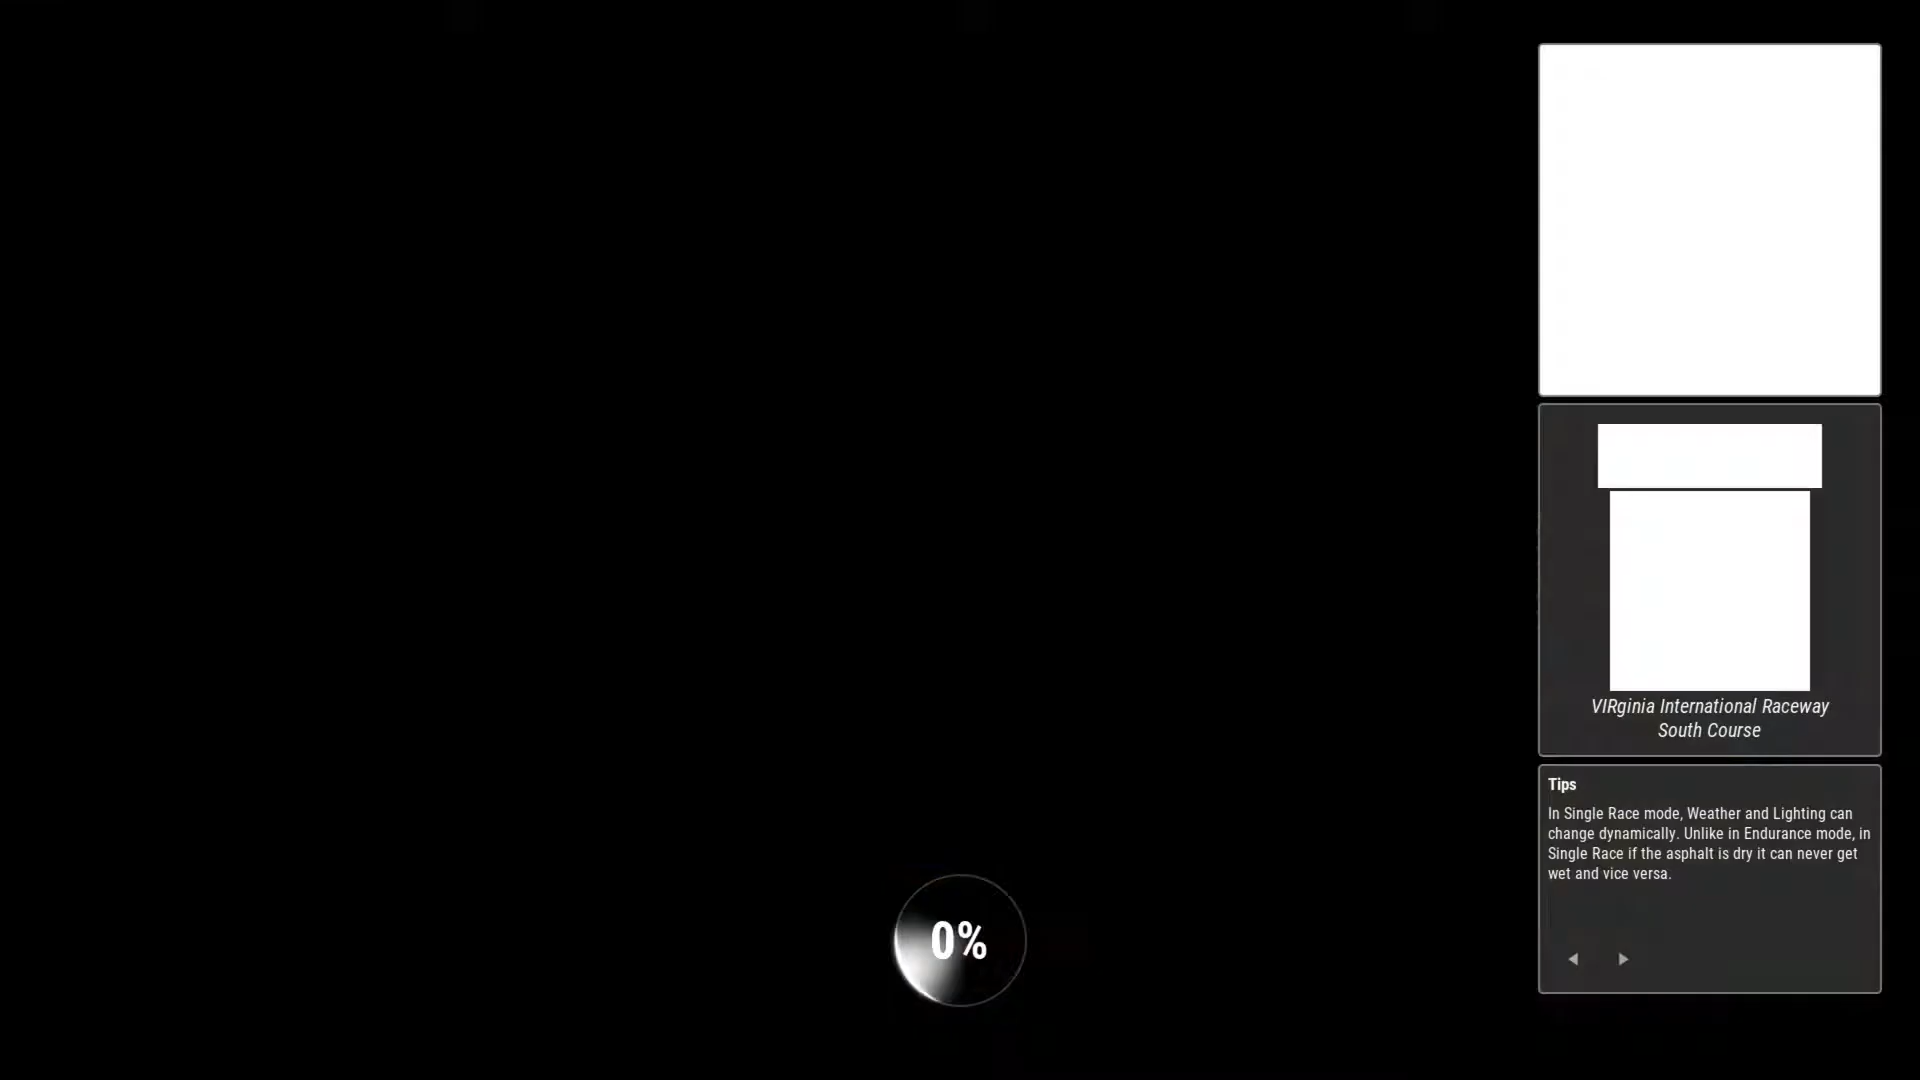 VIRginia International Raceway
South Course
Tips
In Single Race mode, Weather and Lighting can
change dynamically. Unlike in Endurance mode, in
Single Race if the asphalt is dry it can never get
wet and vice versa.
0%